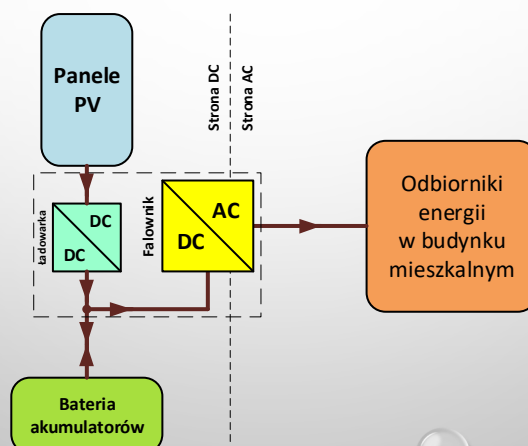 Panele
PV
Strona DC
Strona AC
Ładowarka
DC
DC
Falownik
AC
DC
Odbiorniki
energii
w budynku
mieszkalnym
Bateria
akumulatorów